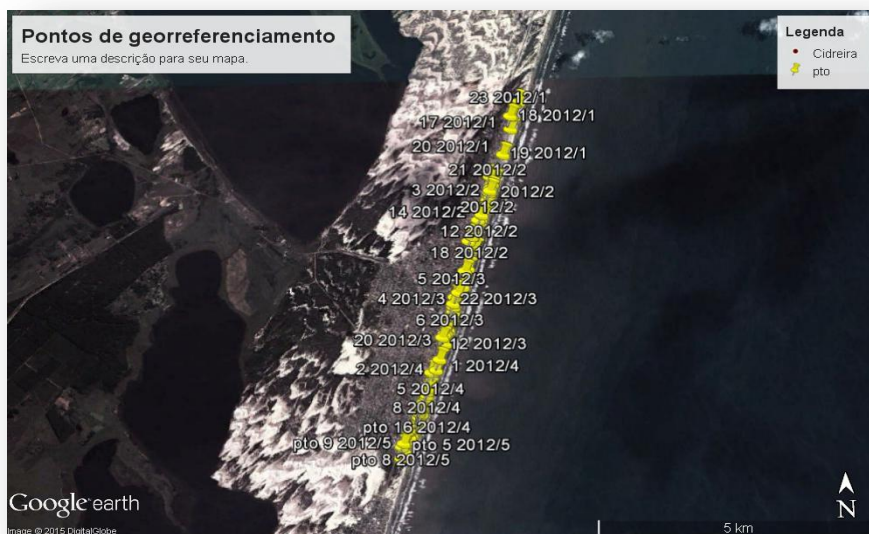 Pontos de georreferenciamento
Escreva uma descrição para seu mapa.
Legenda
Cidreira
pto
23 2012/1
18 2012/1
17 2012/1
20 2012/1
19 2012/1
21 2012/2
3 2012/2
2012/2
2012/2
14 2012/2
12 2012/2
18 2012/2
5 2012/3
4 2012/3
22 2012/3
6 2012/3
20 2012/3
12 2012/3
1 2012/4
2 2012/4
5 2012/4
8 2012/4
pto 16 2012/4
pto 9 2012/5
pto 5 2012/5
pto 8 2012/5
Google earth
N
Image © 2015 DigitalGlobe
5 km